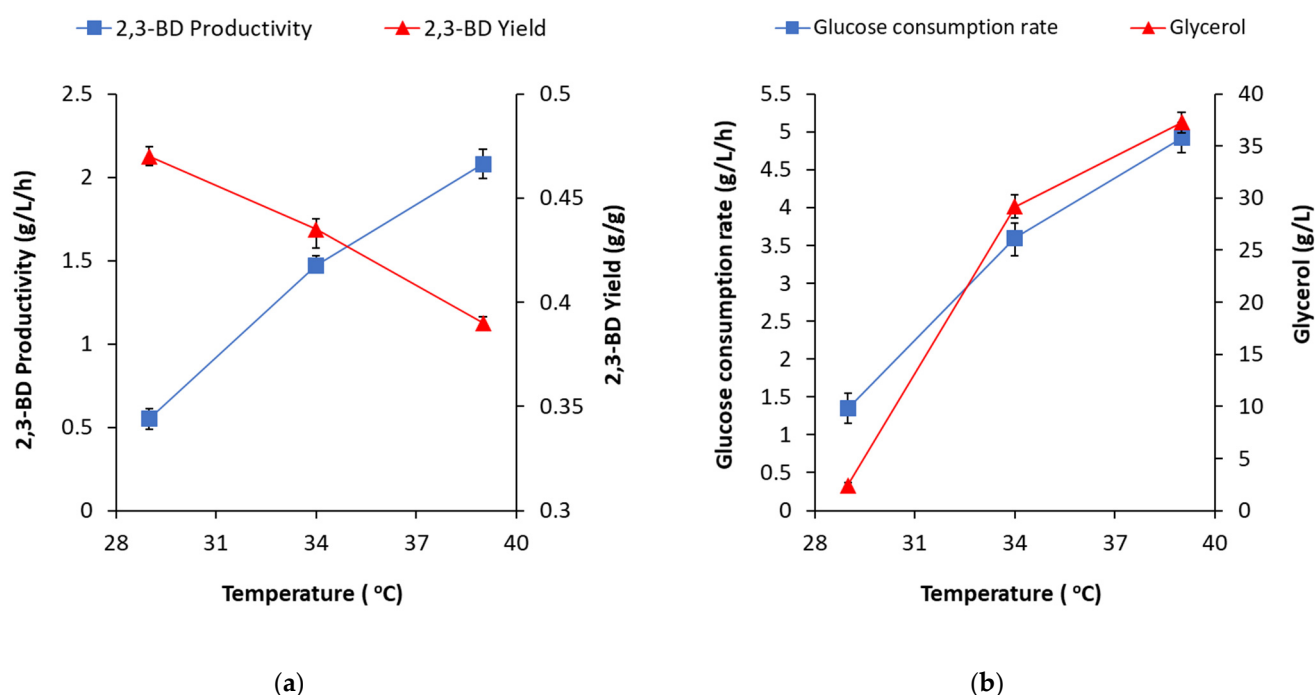 2,3-BD Productivity 2,3-BD Yield
2.5
2
1.5
1
0.5
0
2,3-BD Productivity (g/L/h)
0.5
0.45
0.4
0.35
0.3
2,3-BD Yield (g/g)
28 31 34 37 40
Temperature ( ºC)
(a)
Glucose consumption rate Glycerol
5.5
5
4.5
4
3.5
3
2.5
2
1.5
1
0.5
0
Glucose consumption rate (g/L/h)
40
35
30
25
20
15
10
5
0
Glycerol (g/L)
28 31 34 37 40
Temperature ( ºC)
(b)